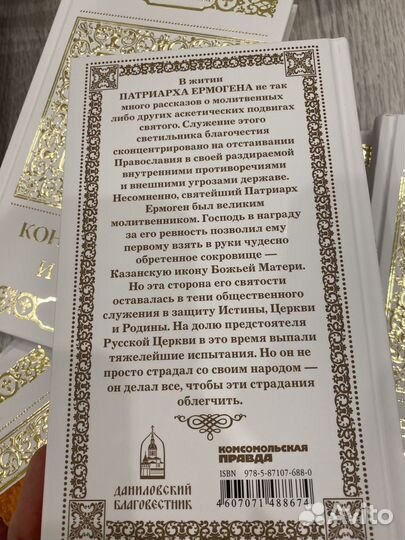 В житии
ПАТРИАРХА ЕРМОГЕНА не так
много рассказов о молитвенных
либо других аскетических подвигах
святого. Служение этого
светильника благочестия
сконцентрировано на отстаивании
Православия в своей раздираемой
внутренними противоречиями
и внешними угрозами державе.
Несомненно, святейший Патриарх
Ермоген был великим
молитвенником. Господь в награду
за его ревность позволил ему
первому взять в руки чудесно
обретенное сокровище —
Казанскую икону Божьей Матери.
Но эта сторона его святости
оставалась в тени общественного
служения в защиту Истины, Церкви
и Родины. На долю предстоятеля
Русской Церкви в это время выпали
тяжелейшие испытания. Но он не
просто страдал со своим народом —
он делал все, чтобы эти страдания
облегчить.
ДАНИЛОВСКИЙ
БЛАГОВЕСТНИК
КОМСОМОЛЬСКАЯ
ПРАВДА
ISBN 978-5-87107-688-0
4607071488674
КОН
И
Avito